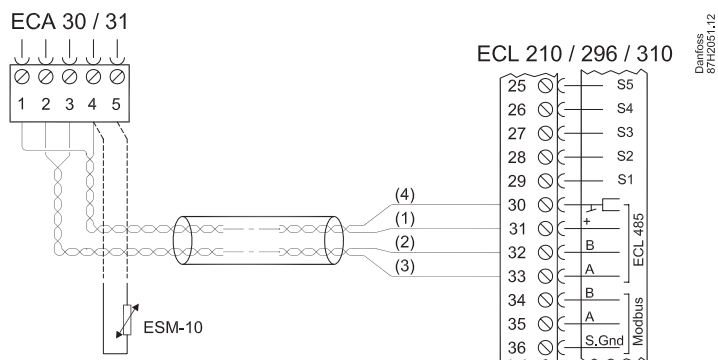 ECA 30 / 31
1 2 3 4 5
ECL 210 / 296 / 310
Danfoss
87H2051.12
25 S5
26 S4
27 S3
28 S2
29 S1
(4) 30
(1) 31 +
(2) 32 B
(3) 33 A
ECL 485
34 B
35 A
36 S.Gnd
Modbus
ESM-10